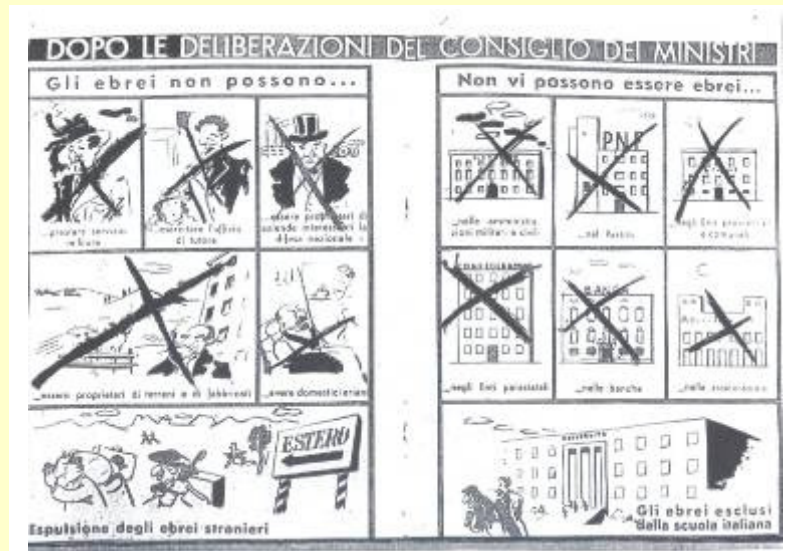 DOPO LE DELIBERAZIONI DEL CONSIGLIO DEI MINISTRI
Gli ebrei non possono...
...prestare servizio
militare
...esercitare l'ufficio
di tutore
...essere proprietari di
aziende interessanti la
difesa nazionale
...essere proprietari di terreni e di fabbricati
...avere domestici ariani
ESTERO
Espulsione degli ebrei stranieri
Non vi possono essere ebrei...
...nelle amministra
zioni militari e civili
PNF
...nel Partito
...negli Enti provinciali
e comunali
...negli Enti parastatali
BANCA
...nelle banche
...nelle assicurazioni
Gli ebrei esclusi
dalla scuola italiana